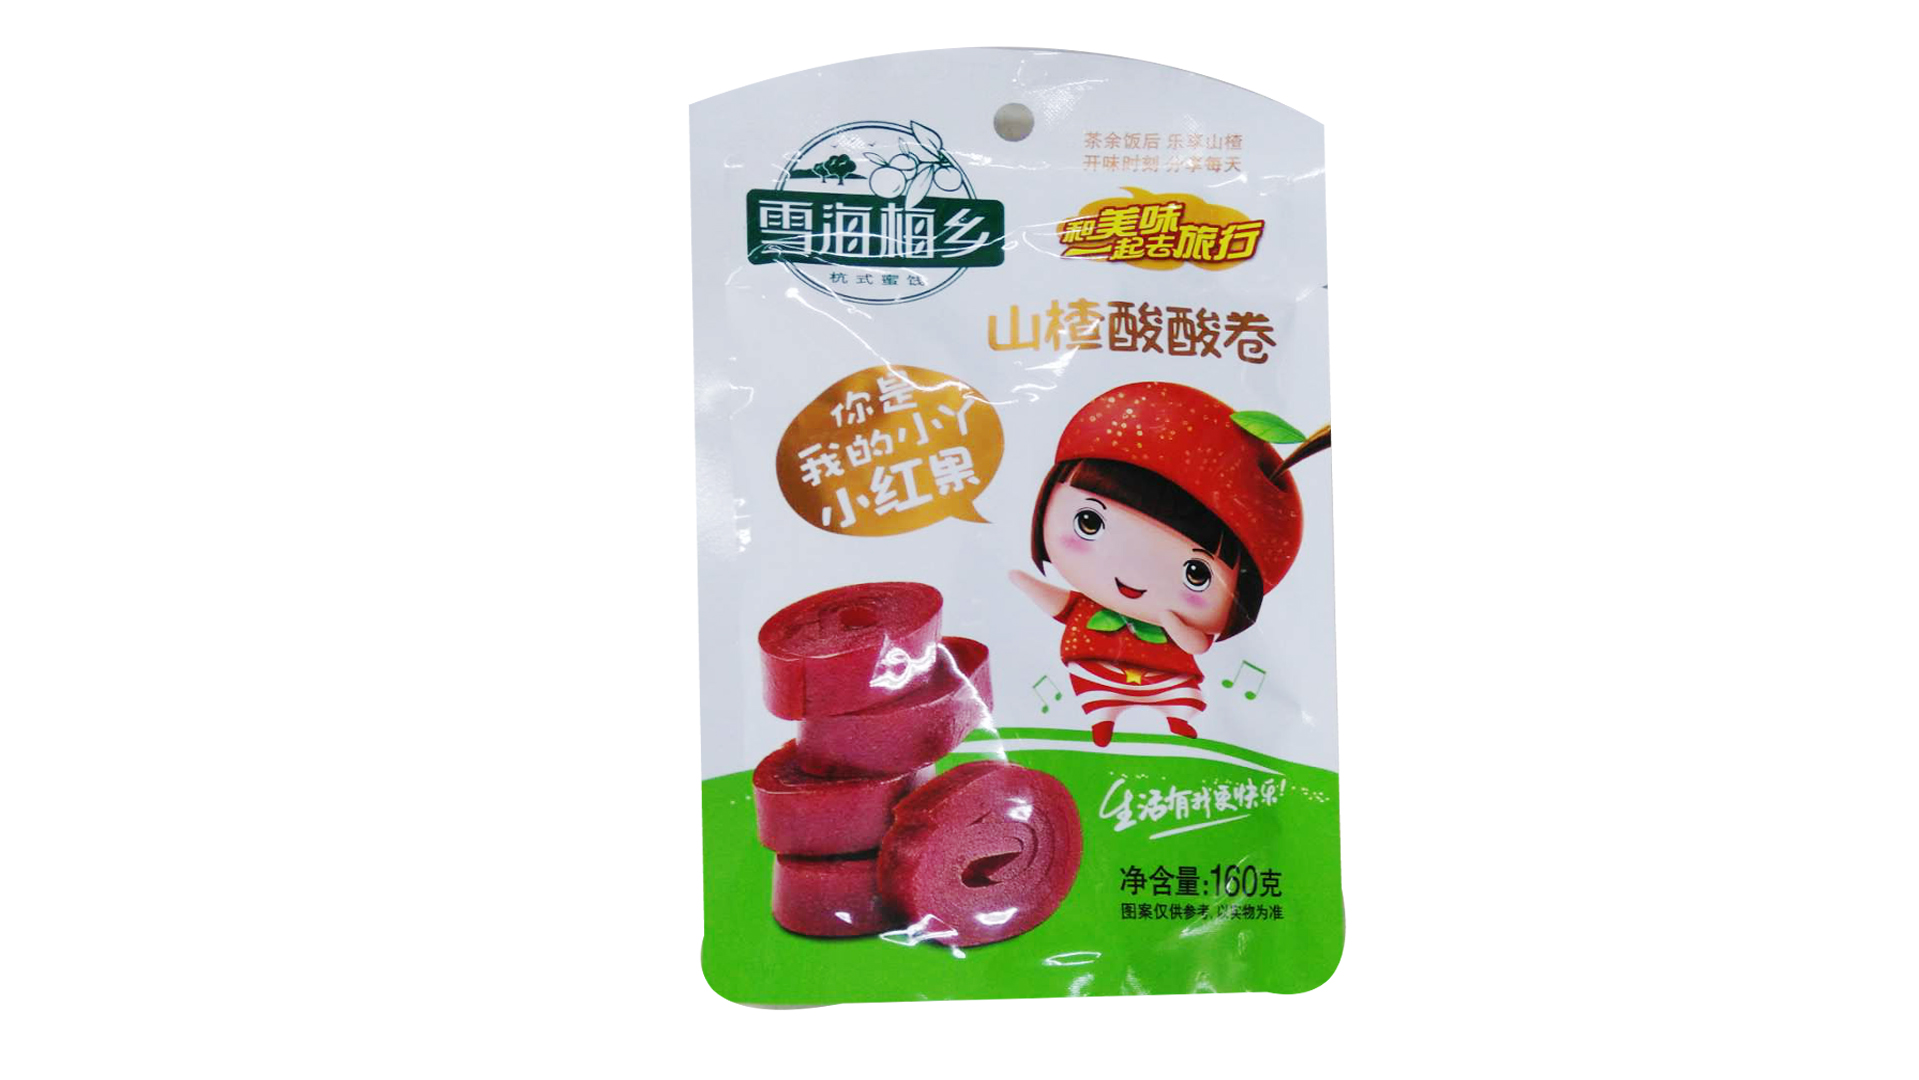 茶余饭后 乐享山楂
开味时刻 分享每天
雪海梅乡
杭式蜜饯
和美味
一起去旅行
山楂酸酸卷
你是
我的小丫
小红果
生活有我更快乐!
净含量:160克
图案仅供参考,以实物为准